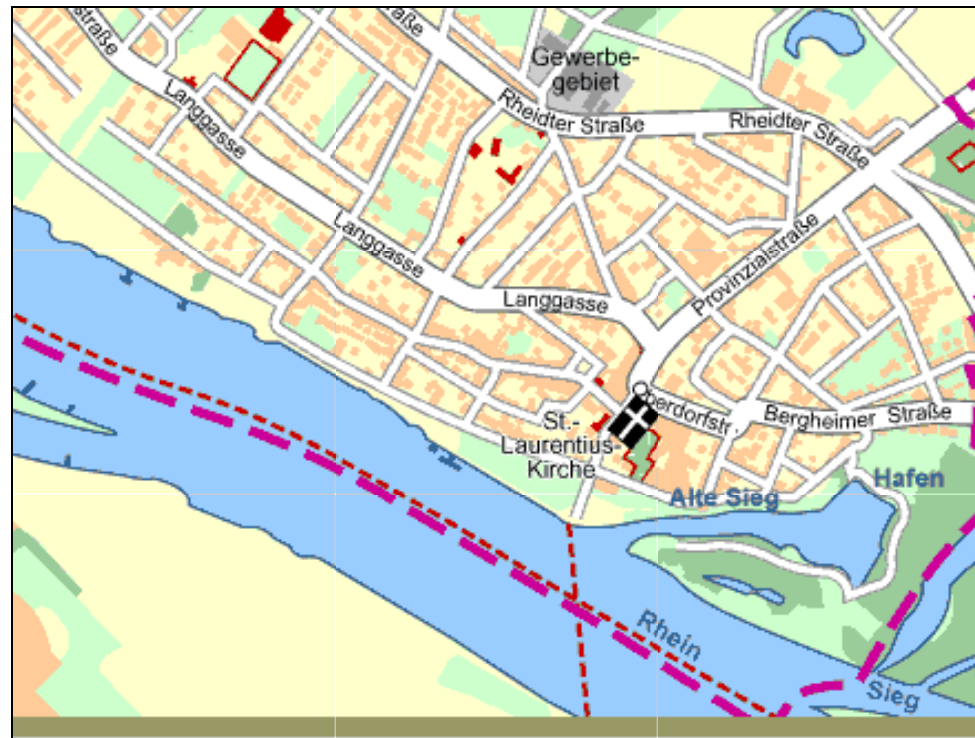 straße
straße
Gewerbe-
gebiet
Langgasse
Rheidter Straße
Rheidter Straße
Langgasse
Provinzialstraße
Langgasse
Oberdorfstr.
Bergheimer Straße
St.-
Laurentius-
Kirche
Hafen
Alte Sieg
Rhein
Sieg